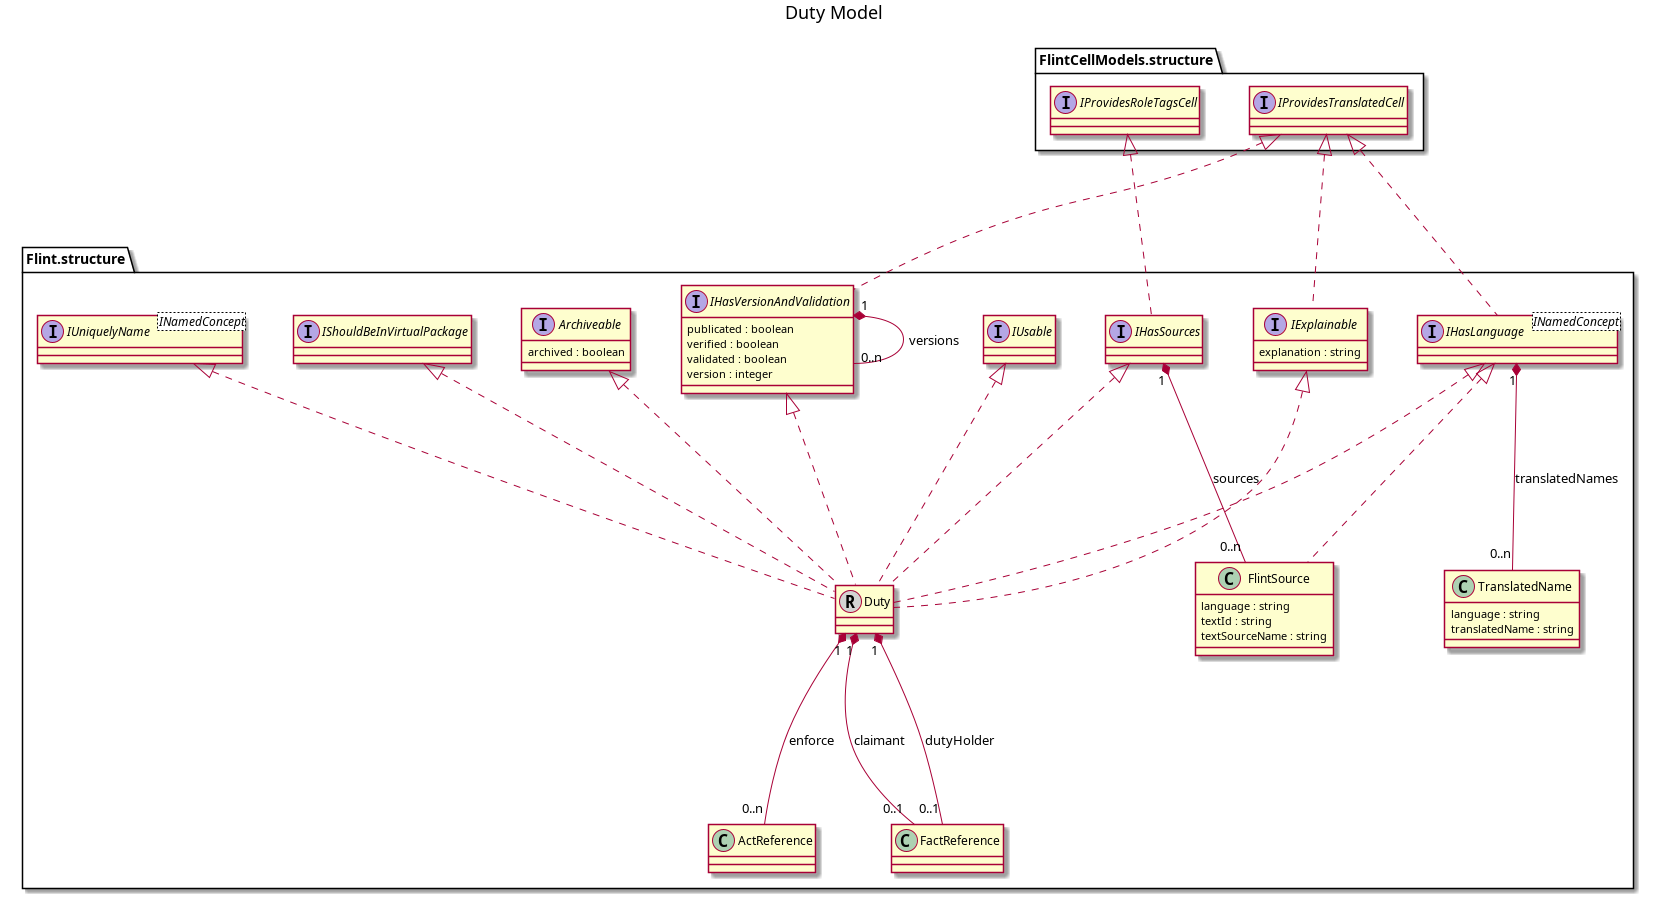 Duty Model
FlintCellModels.structure
I IProvidesRoleTagsCell
I IProvidesTranslatedCell
Flint.structure
I IUniquelyName INamedConcept
I IShouldBeInVirtualPackage
I Archiveable
archived : boolean
I IHasVersionAndValidation
published : boolean
verified : boolean
validated : boolean
version : integer
1
versions
0..n
I IUsable
I IHasSources
I IExplainable
explanation : string
I IHasLanguage INamedConcept
1
1
sources
translatedNames
0..n
0..n
R Duty
C FlintSource
language : string
textId : string
textSourceName : string
C TranslatedName
language : string
translatedName : string
1
1
1
enforce
claimant
dutyHolder
0..n
0..1
0..1
C ActReference
C FactReference